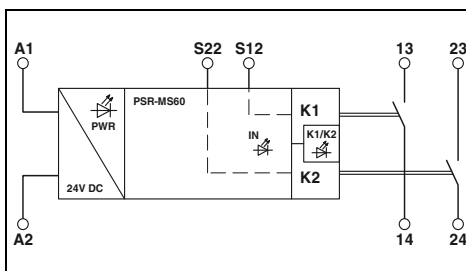 A1 S22 S12 13 23
PSR-MS60
K1
PWR
IN
K1/K2
K2
24V DC
A2 14 24